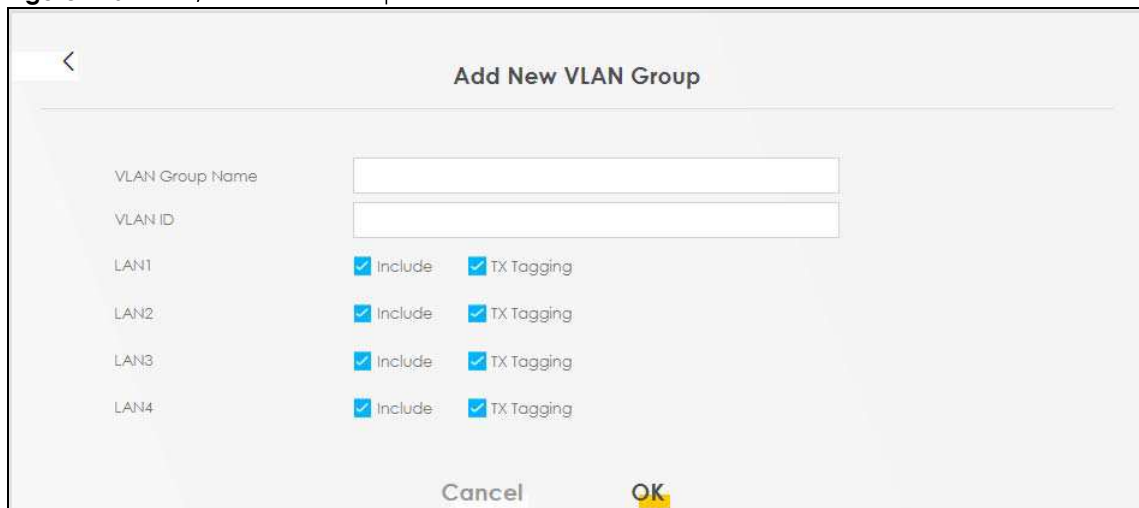 Add New VLAN Group
VLAN Group Name
VLAN ID
LAN1 Include TX Tagging
LAN2 Include TX Tagging
LAN3 Include TX Tagging
LAN4 Include TX Tagging
Cancel OK